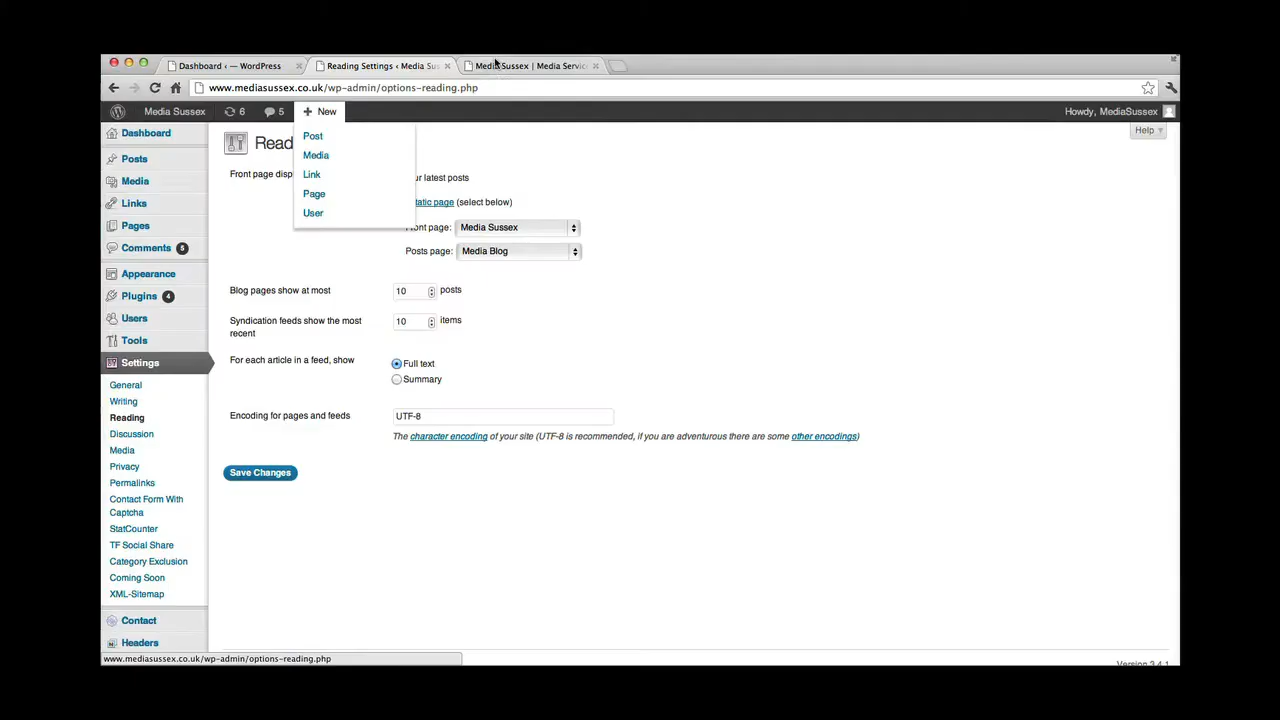 Dashboard ‹ — WordPress
Reading Settings ‹ Media Sus
Media Sussex | Media Servic
www.mediasussex.co.uk/wp-admin/options-reading.php
Media Sussex 6 5 + New
Howdy, MediaSussex
Help
Dashboard
Posts
Media
Links
Pages
Comments 5
Appearance
Plugins 4
Users
Tools
Settings
General
Writing
Reading
Discussion
Media
Privacy
Permalinks
Contact Form With
Captcha
StatCounter
TF Social Share
Category Exclusion
Coming Soon
XML-Sitemap
Contact
Headers
Post
Media
Link
Page
User
Read
Front page disp
ur latest posts
tatic page (select below)
ront page: Media Sussex
Posts page: Media Blog
Blog pages show at most 10 posts
Syndication feeds show the most
recent
10 items
For each article in a feed, show
Full text
Summary
Encoding for pages and feeds UTF-8
The character encoding of your site (UTF-8 is recommended, if you are adventurous there are some other encodings)
Save Changes
Version 3.4.1
www.mediasussex.co.uk/wp-admin/options-reading.php